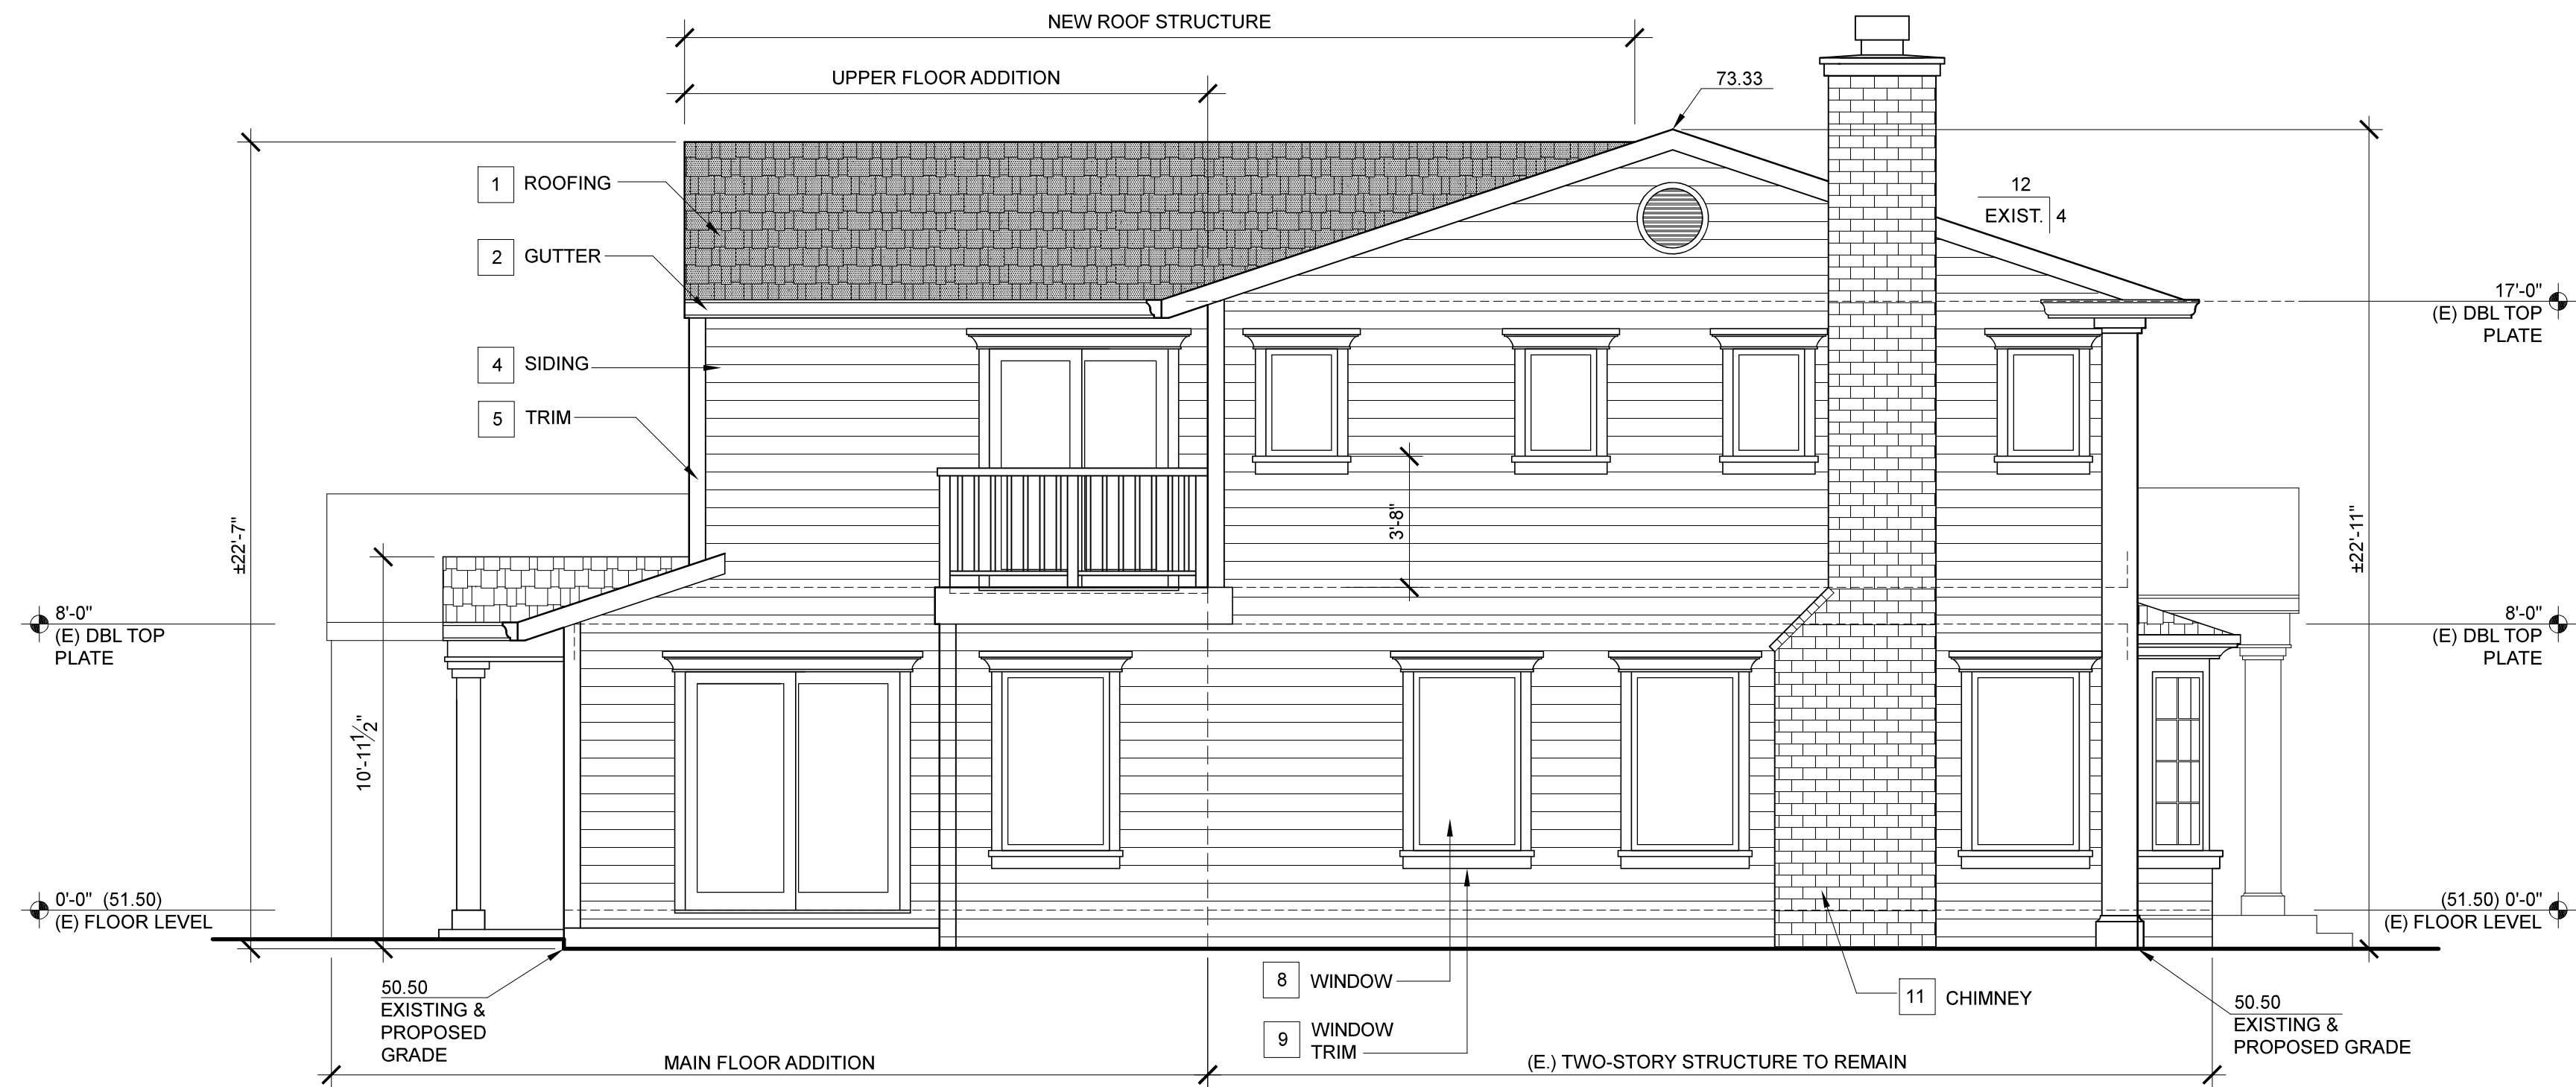 NEW ROOF STRUCTURE
UPPER FLOOR ADDITION
73.33
1 ROOFING
2 GUTTER
4 SIDING
5 TRIM
12
EXIST. 4
17'-0"
(E) DBL TOP
PLATE
±22'-7"
±22'-11"
3'-8"
10'-11 1/2"
8'-0"
(E) DBL TOP
PLATE
8'-0"
(E) DBL TOP
PLATE
0'-0" (51.50)
(E) FLOOR LEVEL
(51.50) 0'-0"
(E) FLOOR LEVEL
50.50
EXISTING &
PROPOSED
GRADE
8 WINDOW
9 WINDOW
TRIM
11 CHIMNEY
50.50
EXISTING &
PROPOSED GRADE
MAIN FLOOR ADDITION
(E.) TWO-STORY STRUCTURE TO REMAIN